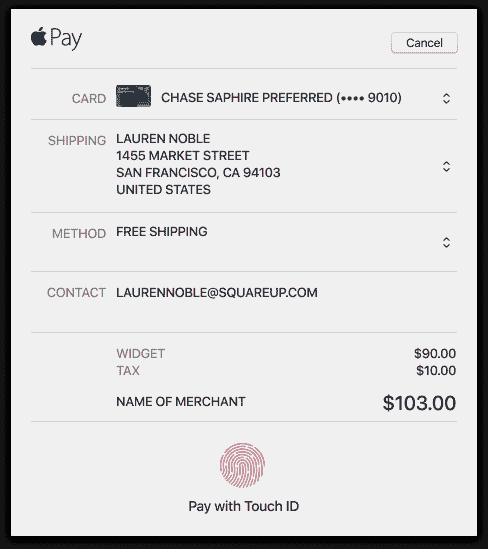 Pay
Cancel
CARD CHASE SAPHIRE PREFERRED (•••• 9010)
SHIPPING LAUREN NOBLE
1455 MARKET STREET
SAN FRANCISCO, CA 94103
UNITED STATES
METHOD FREE SHIPPING
CONTACT LAURENNOBLE@SQUAREUP.COM
WIDGET $90.00
TAX $10.00
NAME OF MERCHANT $103.00
Pay with Touch ID